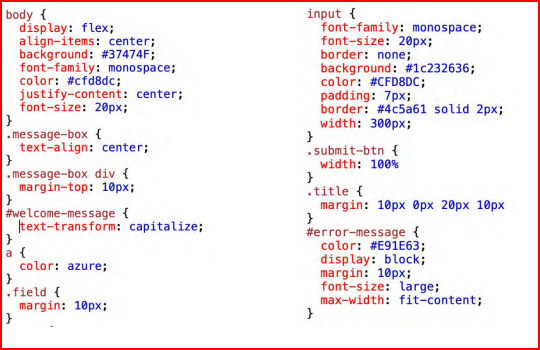 body {
display: flex;
align-items: center;
background: #37474F;
font-family: monospace;
color: #cfd8dc;
justify-content: center;
font-size: 20px;
}
.message-box {
text-align: center;
}
.message-box div {
margin-top: 10px;
}
#welcome-message {
text-transform: capitalize;
}
a {
color: azure;
}
.field {
margin: 10px;
}
input {
font-family: monospace;
font-size: 20px;
border: none;
background: #1c232636;
color: #CFD8DC;
padding: 7px;
border: #4c5a61 solid 2px;
width: 300px;
}
.submit-btn {
width: 100%
}
.title {
margin: 10px 0px 20px 10px
}
#error-message {
color: #E91E63;
display: block;
margin: 10px;
font-size: large;
max-width: fit-content;
}